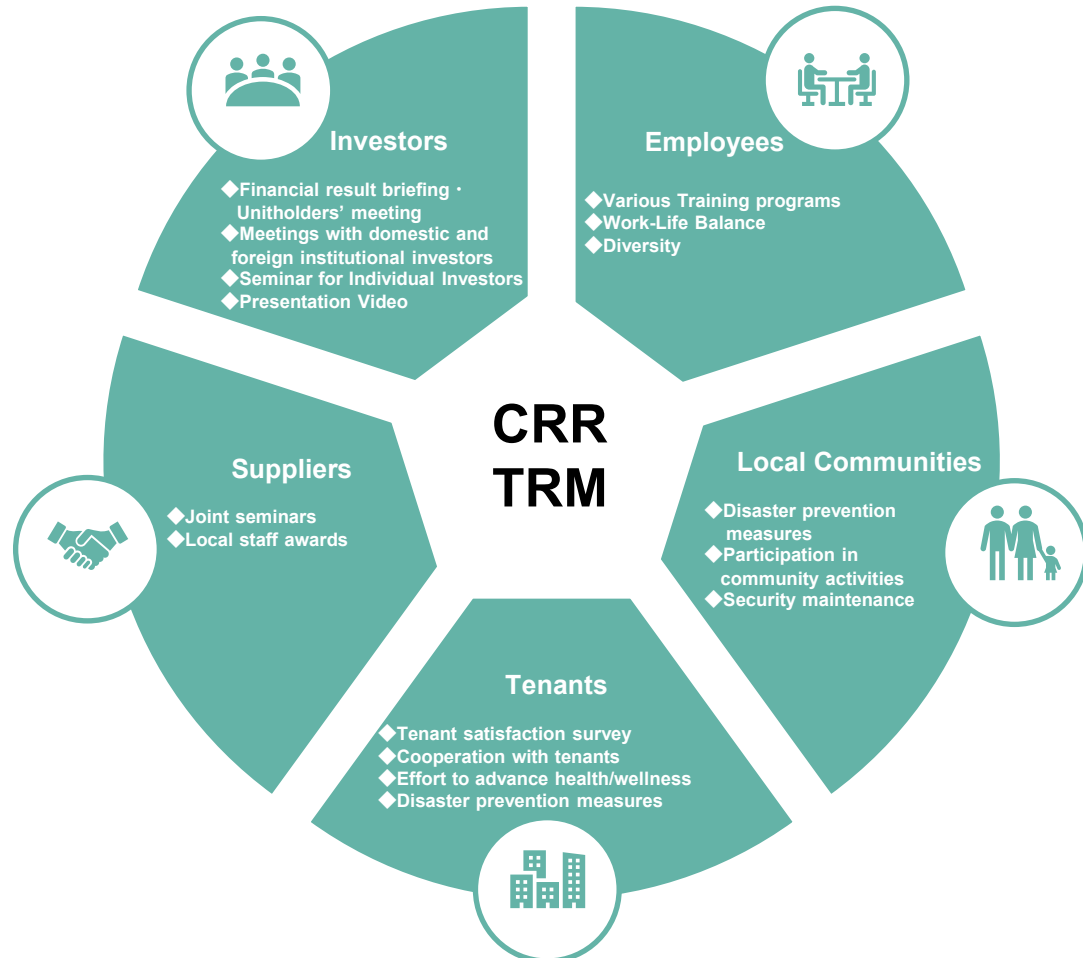 Investors
◆Financial result briefing・
Unitholders’ meeting
◆Meetings with domestic and
foreign institutional investors
◆Seminar for Individual Investors
◆Presentation Video
Employees
◆Various Training programs
◆Work-Life Balance
◆Diversity
CRR
TRM
Suppliers
◆Joint seminars
◆Local staff awards
Local Communities
◆Disaster prevention
measures
◆Participation in
community activities
◆Security maintenance
Tenants
◆Tenant satisfaction survey
◆Cooperation with tenants
◆Effort to advance health/wellness
◆Disaster prevention measures